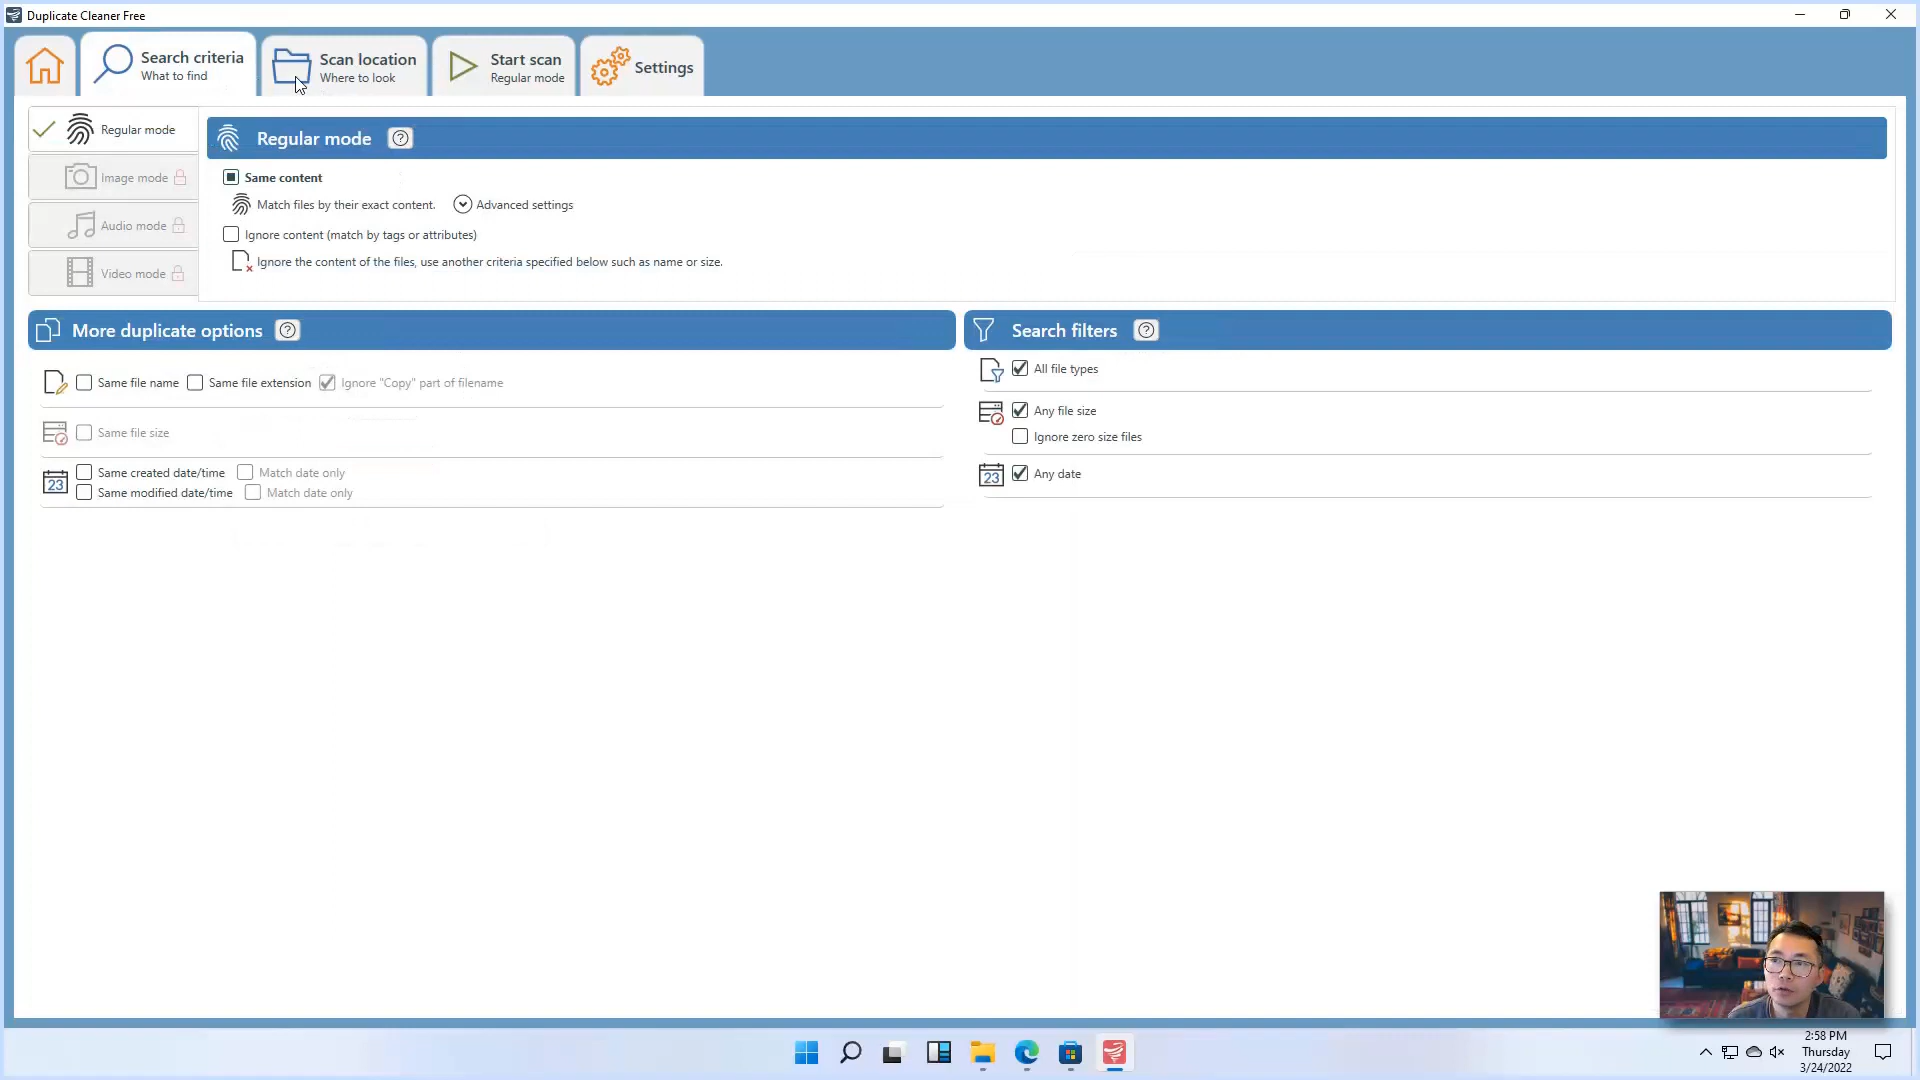 Duplicate Cleaner Free
Search criteria
What to find
Scan location
Where to look
Start scan
Regular mode
Settings
Regular mode
Image mode
Audio mode
Video mode
Regular mode ?
Same content
Match files by their exact content. Advanced settings
Ignore content (match by tags or attributes)
Ignore the content of the files, use another criteria specified below such as name or size.
More duplicate options ?
Same file name Same file extension Ignore "Copy" part of filename
Same file size
23
Same created date/time Match date only
Same modified date/time Match date only
Search filters ?
All file types
Any file size
Ignore zero size files
23 Any date
2:58 PM
Thursday
3/24/2022